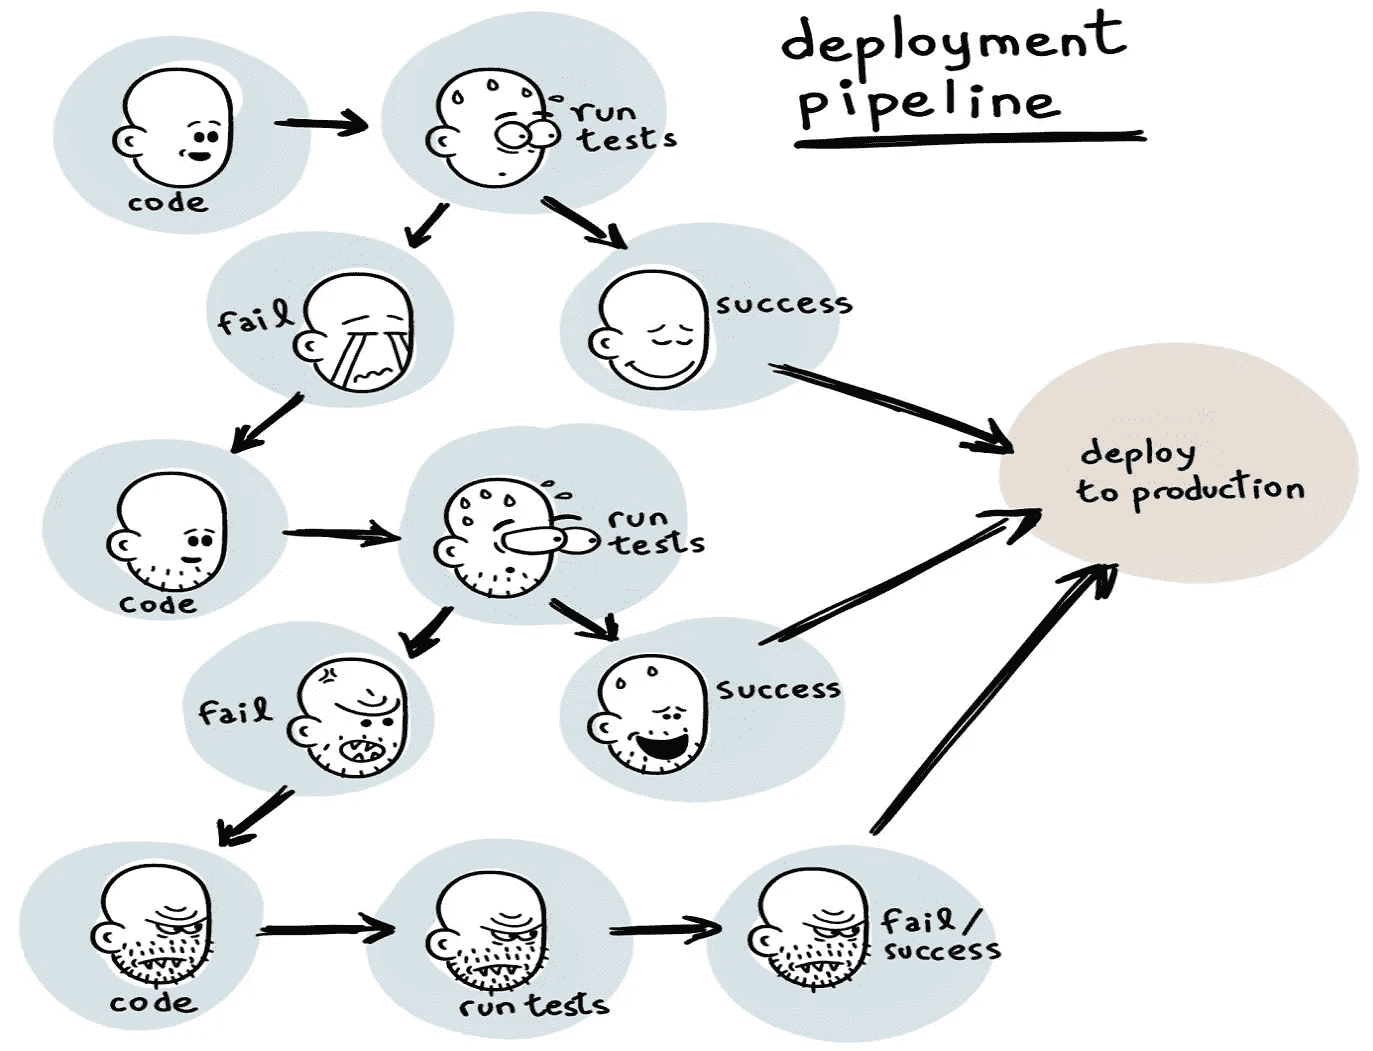 deployment
pipeline
code
run
tests
fail
success
deploy
to production
code
run
tests
fail
success
code
run tests
fail/
success